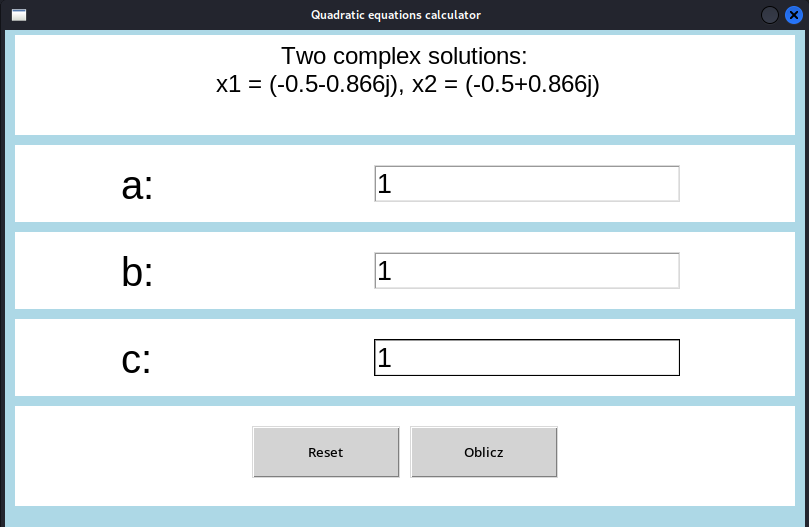 Quadratic equations calculator
Two complex solutions:
x1 = (-0.5-0.866j), x2 = (-0.5+0.866j)
a: 1
b: 1
c: 1
Reset Oblicz